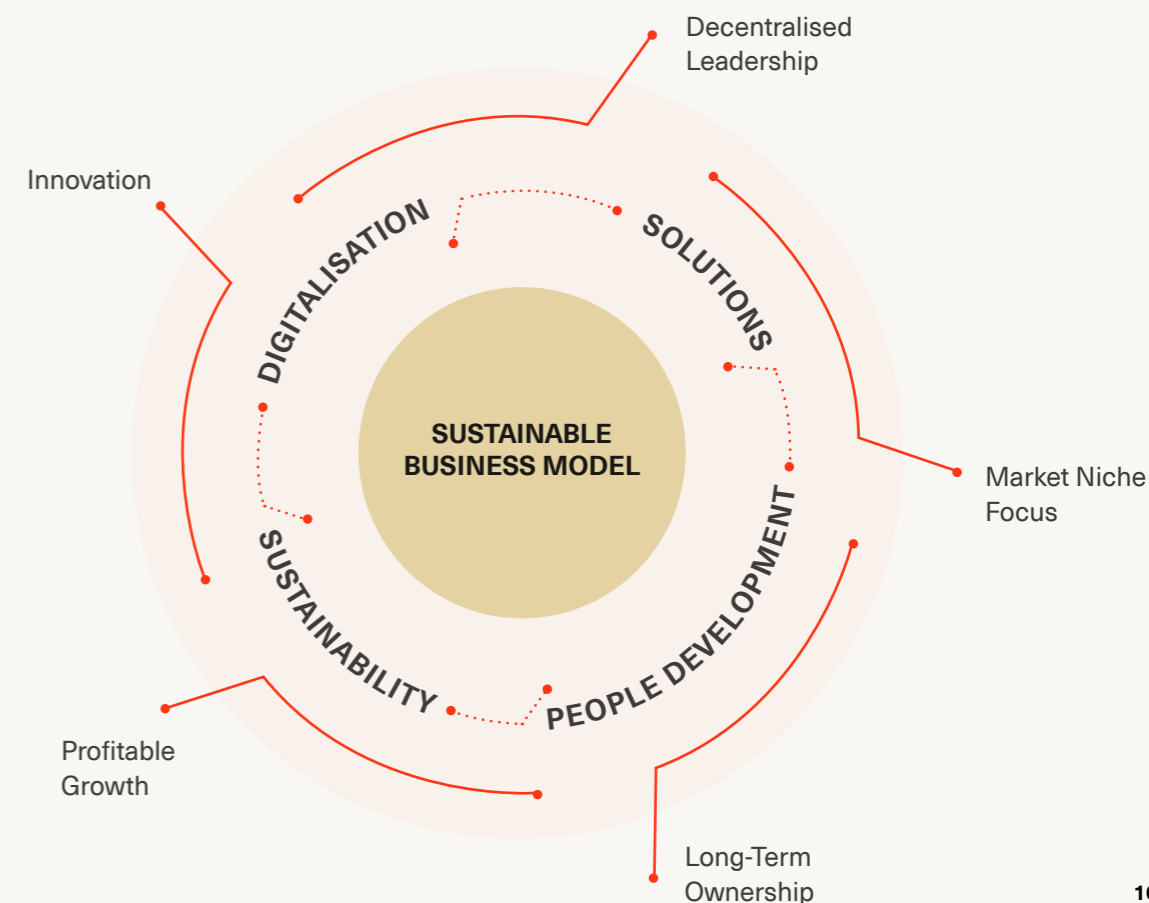 Decentralised
Leadership
Innovation
DIGITALISATION
SOLUTIONS
SUSTAINABLE
BUSINESS MODEL
Market Niche
Focus
SUSTAINABILITY
PEOPLE DEVELOPMENT
Profitable
Growth
Long-Term
Ownership